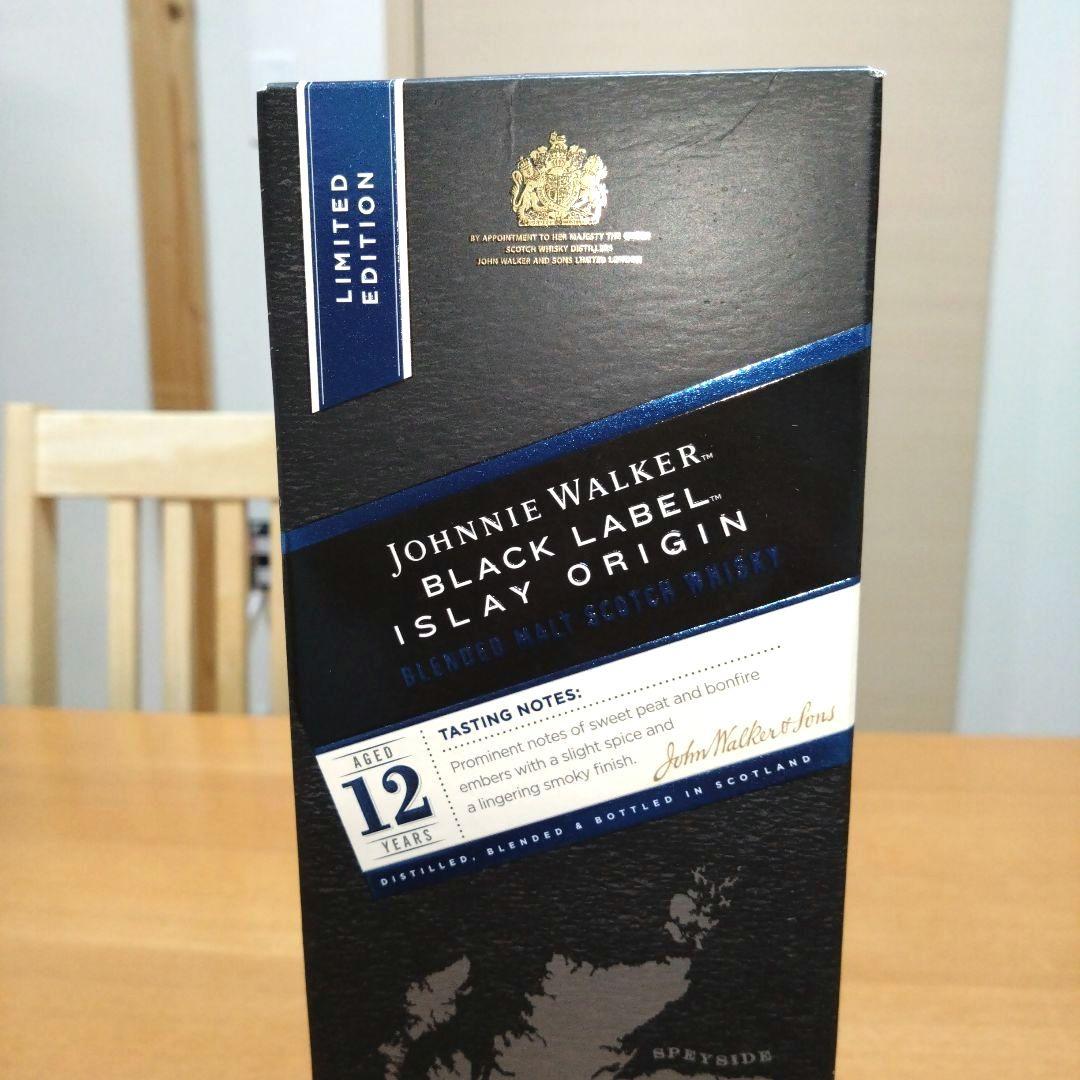 LIMITED
EDITION
BY APPOINTMENT TO HER MAJESTY THE QUEEN
SCOTCH WHISKY DISTILLERS
JOHN WALKER AND SONS LIMITED LONDON
JOHNNIE WALKER™
BLACK LABEL™
ISLAY ORIGIN
BLENDED MALT SCOTCH WHISKY
AGED
12
YEARS
TASTING NOTES:
Prominent notes of sweet peat and bonfire
embers with a slight spice and
a lingering smoky finish.
John Walker & Sons
DISTILLED, BLENDED & BOTTLED IN SCOTLAND
SPEYSIDE